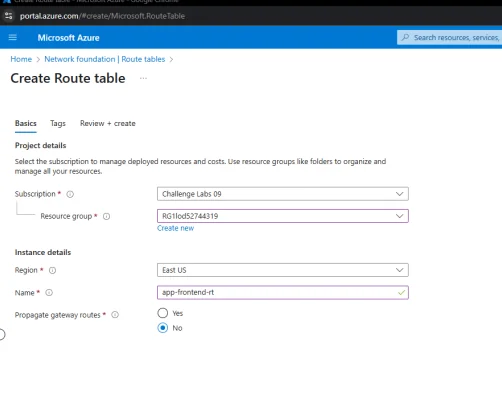 Create Route table - Microsoft Azure - Google Chrome
portal.azure.com/#create/Microsoft.RouteTable
Microsoft Azure
Search resources, services,
Home > Network foundation | Route tables >
Create Route table ...
Basics Tags Review + create
Project details
Select the subscription to manage deployed resources and costs. Use resource groups like folders to organize and
manage all your resources.
Subscription *
Challenge Labs 09
Resource group *
RG1lod52744319
Create new
Instance details
Region *
East US
Name *
app-frontend-rt
Propagate gateway routes *
Yes
No